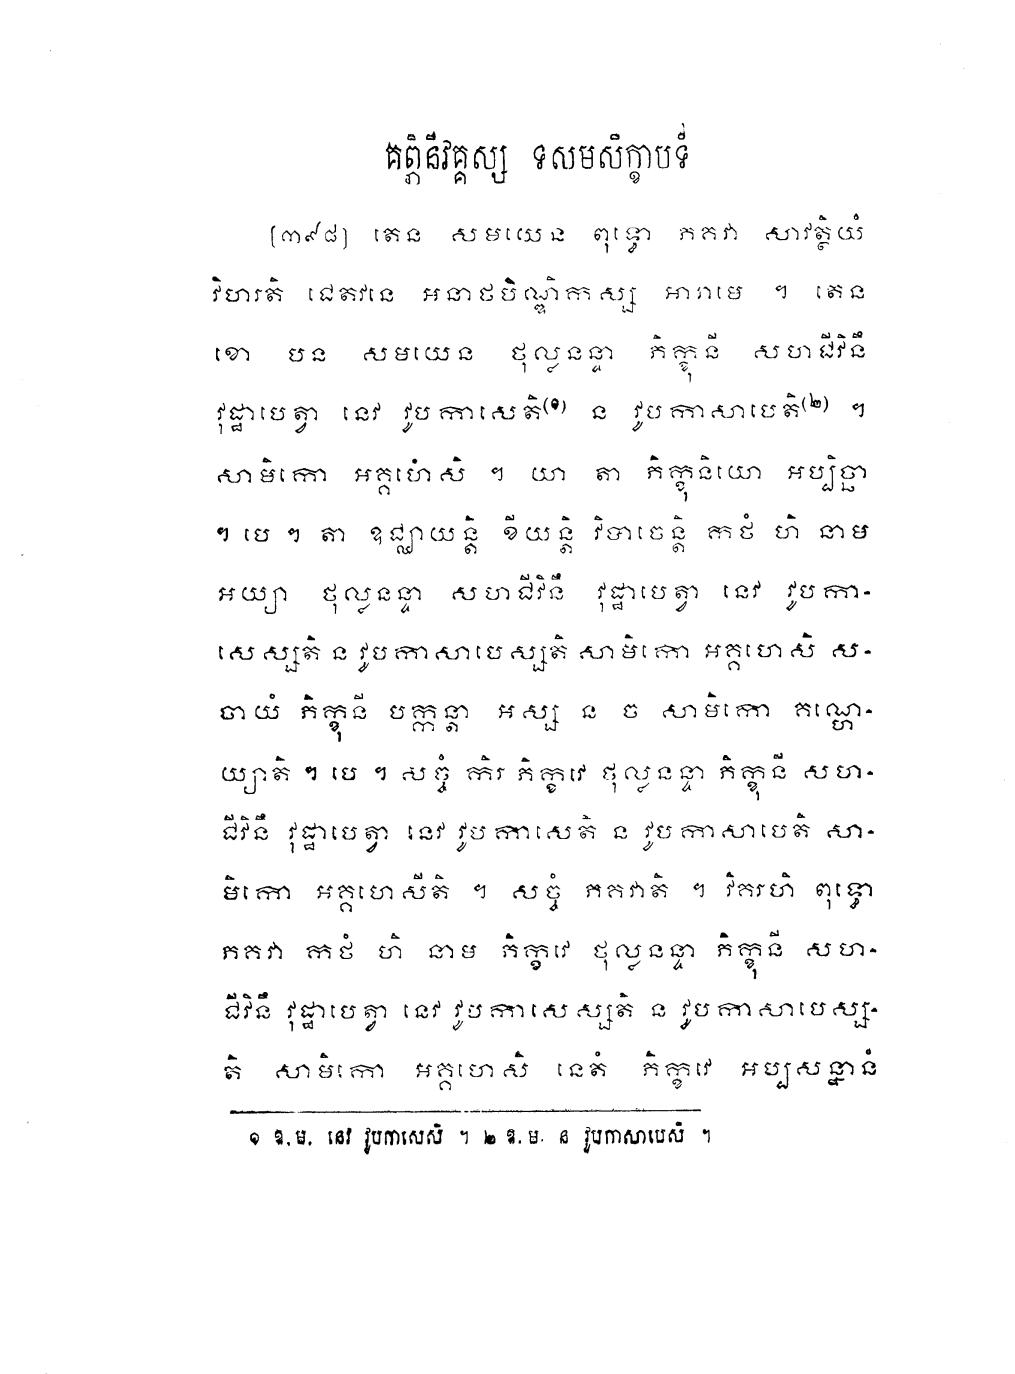 គព្ភិនីវគ្គស្ស ទសមសិក្ខាបទំ
[៣៩៨] តេន សមយេន ពុទ្ធោ ភគវា សាវត្ថិយំ
វិហរតិ ជេតវនេ អនាថបិណ្ឌិកស្ស អារាមេ ។ តេន
ខោ បន សមយេន ថុល្លនន្ទា ភិក្ខុនី សហជីវិនឹ
វុដ្ឋាបេត្វា នេវ វូបកាសេតិ(១) ន វូបកាសាបេតិ(២) ។
សាមិកោ អគ្គហេសិ ។ យា តា ភិក្ខុនិយោ អប្បិច្ឆា
។ បេ ។ តា ឧជ្ឈាយន្តិ ខីយន្តិ វិបាចេន្តិ កថំ ហិ នាម
អយ្យា ថុល្លនន្ទា សហជីវិនឹ វុដ្ឋាបេត្វា នេវ វូបកា-
សេស្សតិ ន វូបកាសាបេស្សតិ សាមិកោ អគ្គហេសិ ស-
ចាយំ ភិក្ខុនី បក្កន្តា អស្ស ន ច សាមិកោ គណ្ហេ-
យ្យាតិ ។ បេ ។ សច្ចំ កិរ ភិក្ខវេ ថុល្លនន្ទា ភិក្ខុនី សហ-
ជីវិនឹ វុដ្ឋាបេត្វា នេវ វូបកាសេតិ ន វូបកាសាបេតិ សា-
មិកោ អគ្គហេសីតិ ។ សច្ចំ ភគវាតិ ។ វិគរហិ ពុទ្ធោ
ភគវា កថំ ហិ នាម ភិក្ខវេ ថុល្លនន្ទា ភិក្ខុនី សហ-
ជីវិនឹ វុដ្ឋាបេត្វា នេវ វូបកាសេស្សតិ ន វូបកាសាបេស្ស-
តិ សាមិកោ អគ្គហេសិ នេតំ ភិក្ខវេ អប្បសន្នានំ
១ ឱ.ម. នេវ វូបកាសេសិ ។ ២ ឱ.ម. ន វូបកាសាបេសិ ។